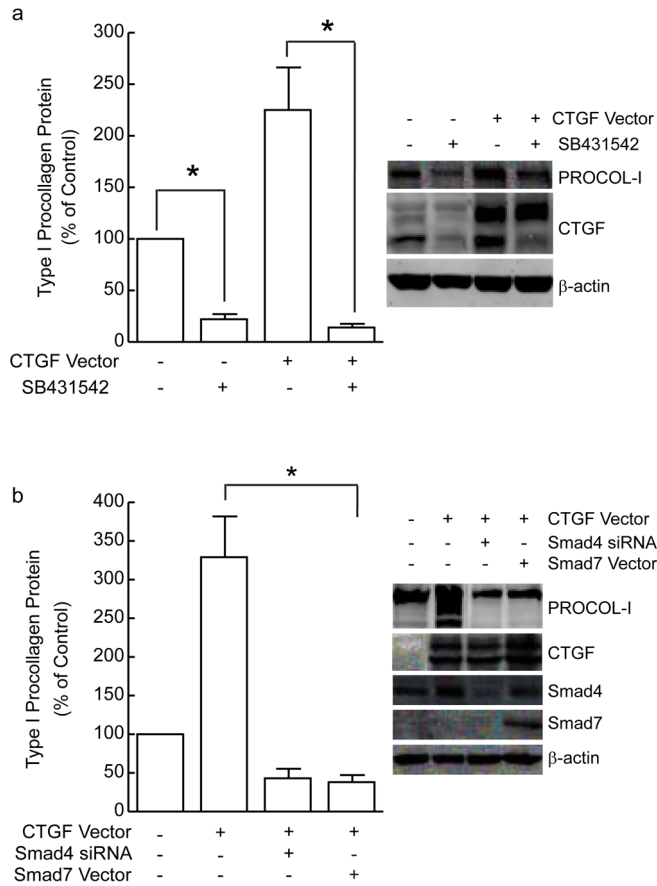 a
Type I Procollagen Protein
(% of Control)
300
250
200
150
100
50
0
*
*
CTGF Vector - - + +
SB431542 - + - +
- - + + CTGF Vector
- + - + SB431542
PROCOL-I
CTGF
β-actin
b
Type I Procollagen Protein
(% of Control)
400
350
300
250
200
150
100
50
0
*
CTGF Vector - + + +
Smad4 siRNA - - + -
Smad7 Vector - - - +
- + + + CTGF Vector
- - + - Smad4 siRNA
- - - + Smad7 Vector
PROCOL-I
CTGF
Smad4
Smad7
β-actin